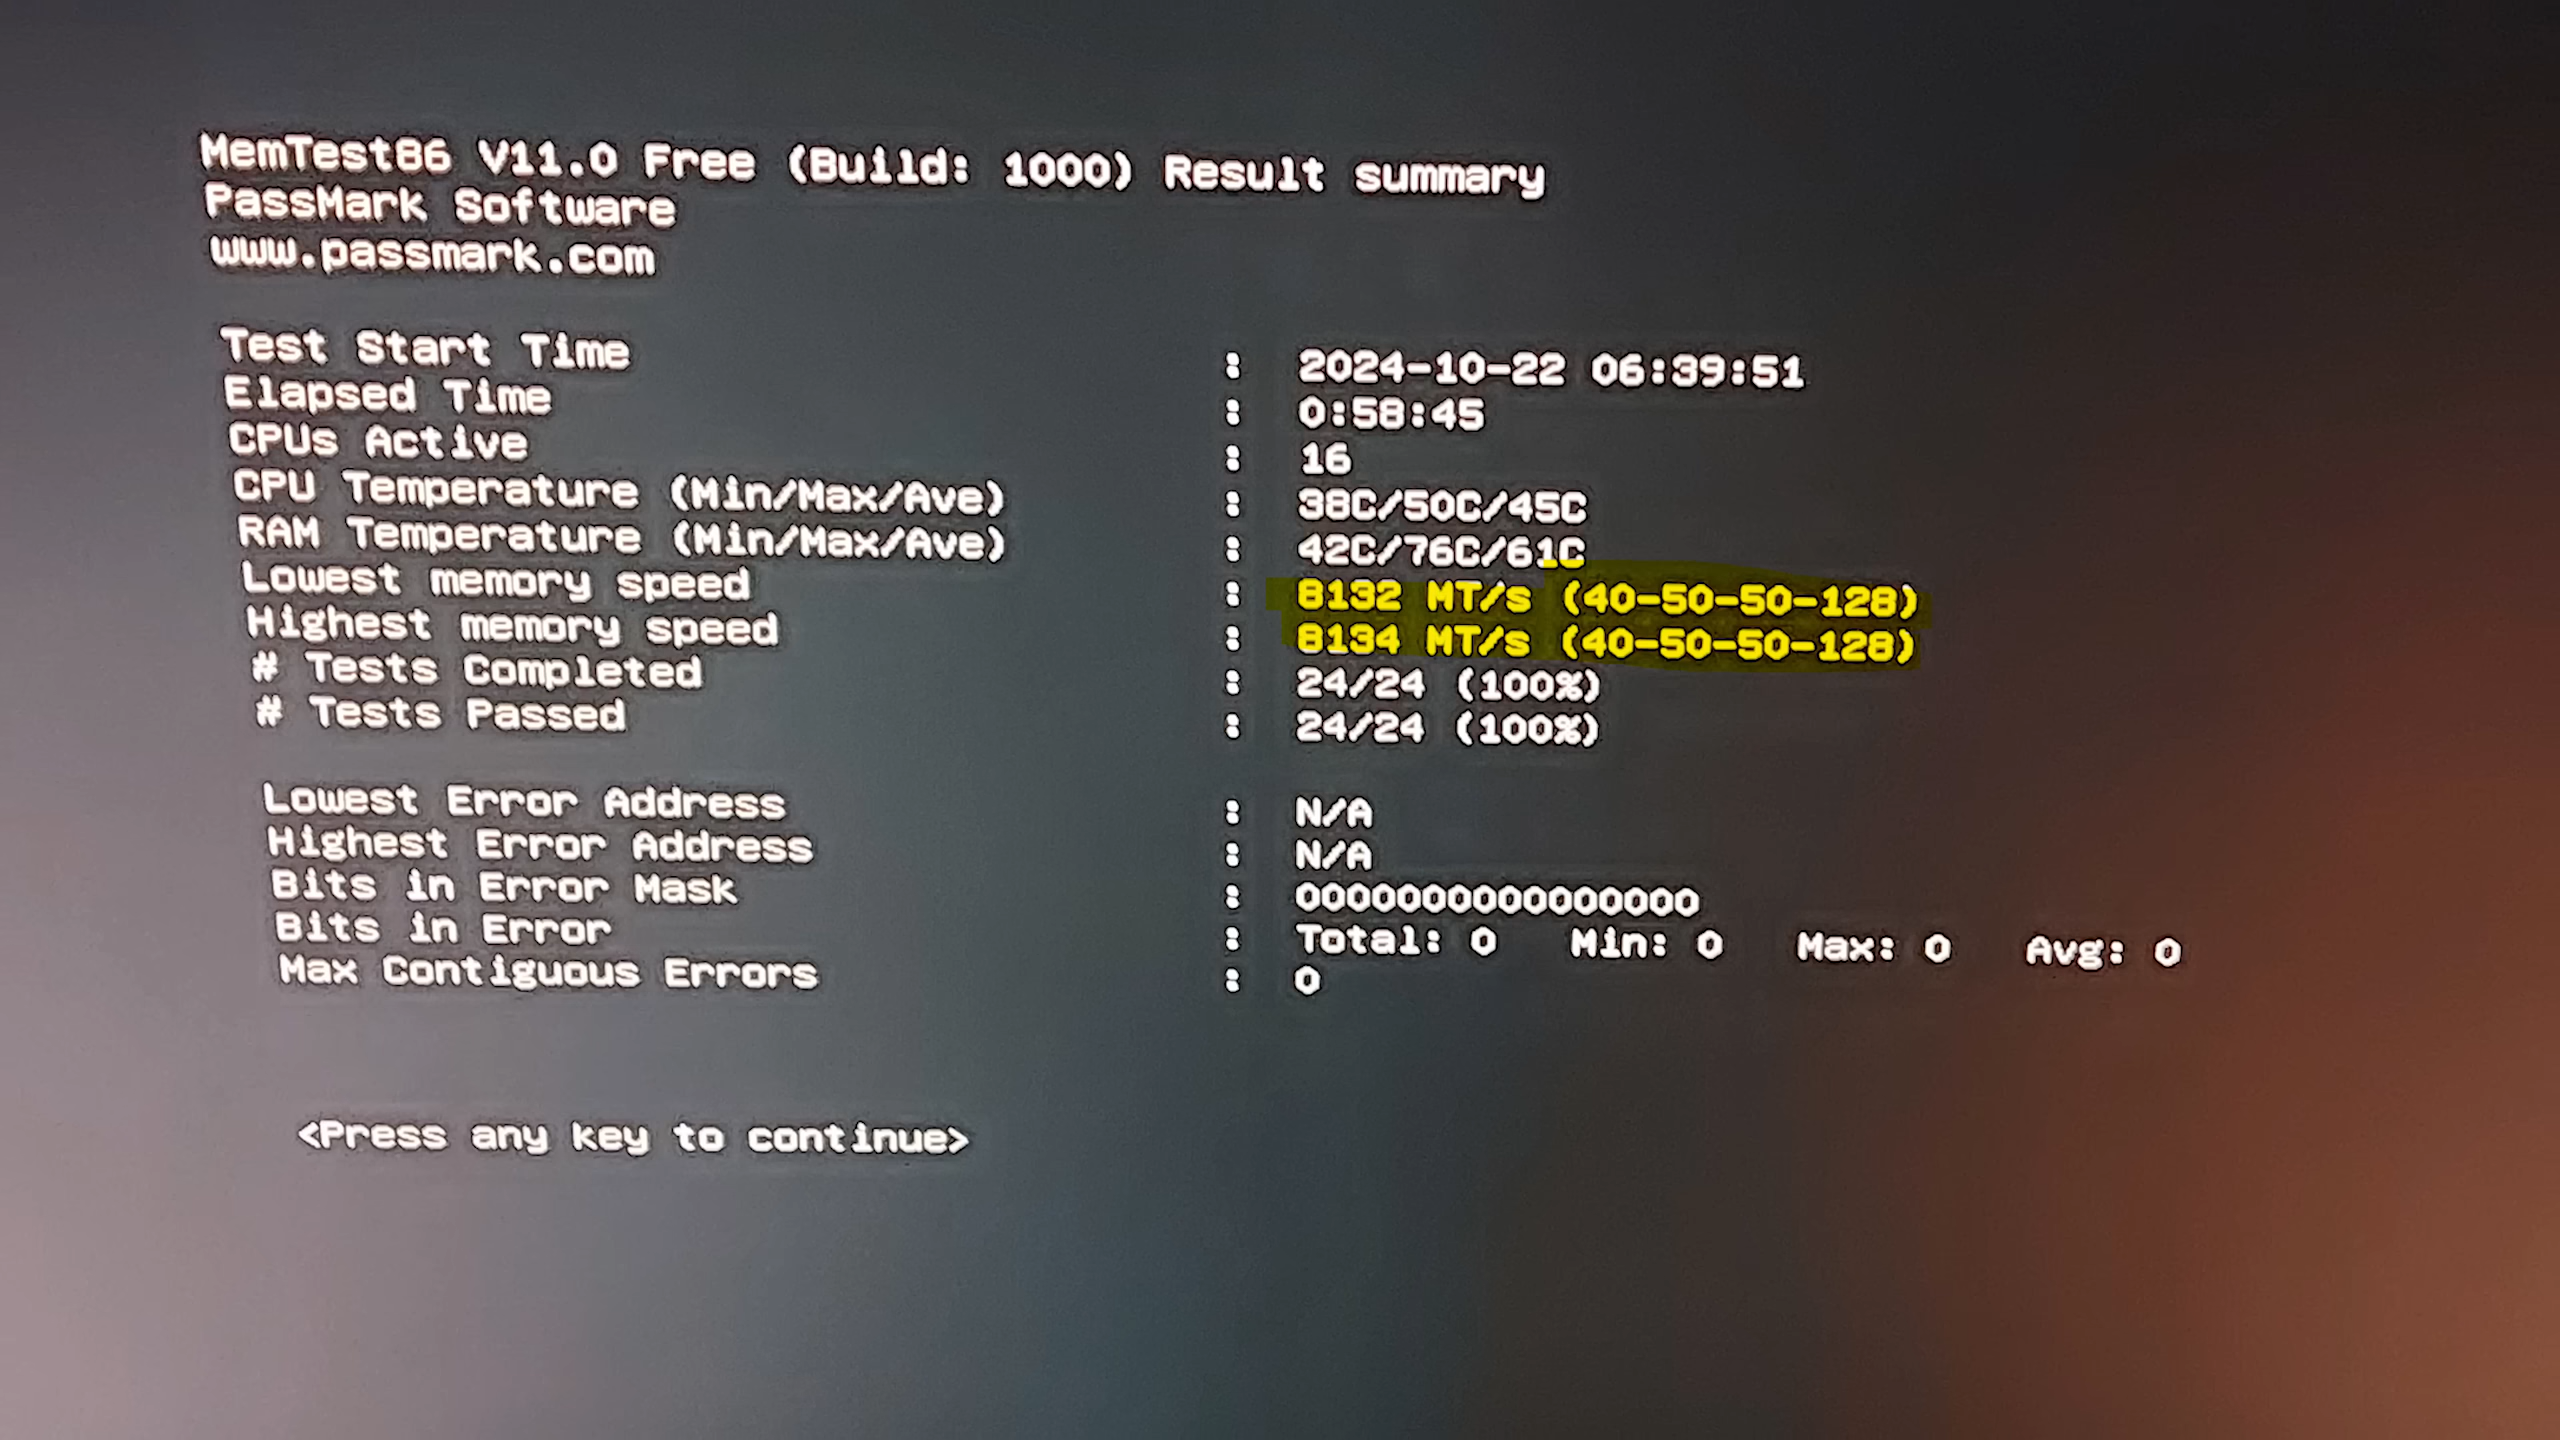 MemTest86 V11.0 Free (Build: 1000) Result summary
PassMark Software
www.passmark.com
Test Start Time : 2024-10-22 06:39:51
Elapsed Time : 0:58:45
CPUs Active : 16
CPU Temperature (Min/Max/Ave) : 38C/50C/45C
RAM Temperature (Min/Max/Ave) : 42C/76C/61C
Lowest memory speed : 8132 MT/s (40-50-50-128)
Highest memory speed : 8134 MT/s (40-50-50-128)
# Tests Completed : 24/24 (100%)
# Tests Passed : 24/24 (100%)
Lowest Error Address : N/A
Highest Error Address : N/A
Bits in Error Mask : 0000000000000000
Bits in Error : Total: 0 Min: 0 Max: 0 Avg: 0
Max Contiguous Errors : 0
<Press any key to continue>